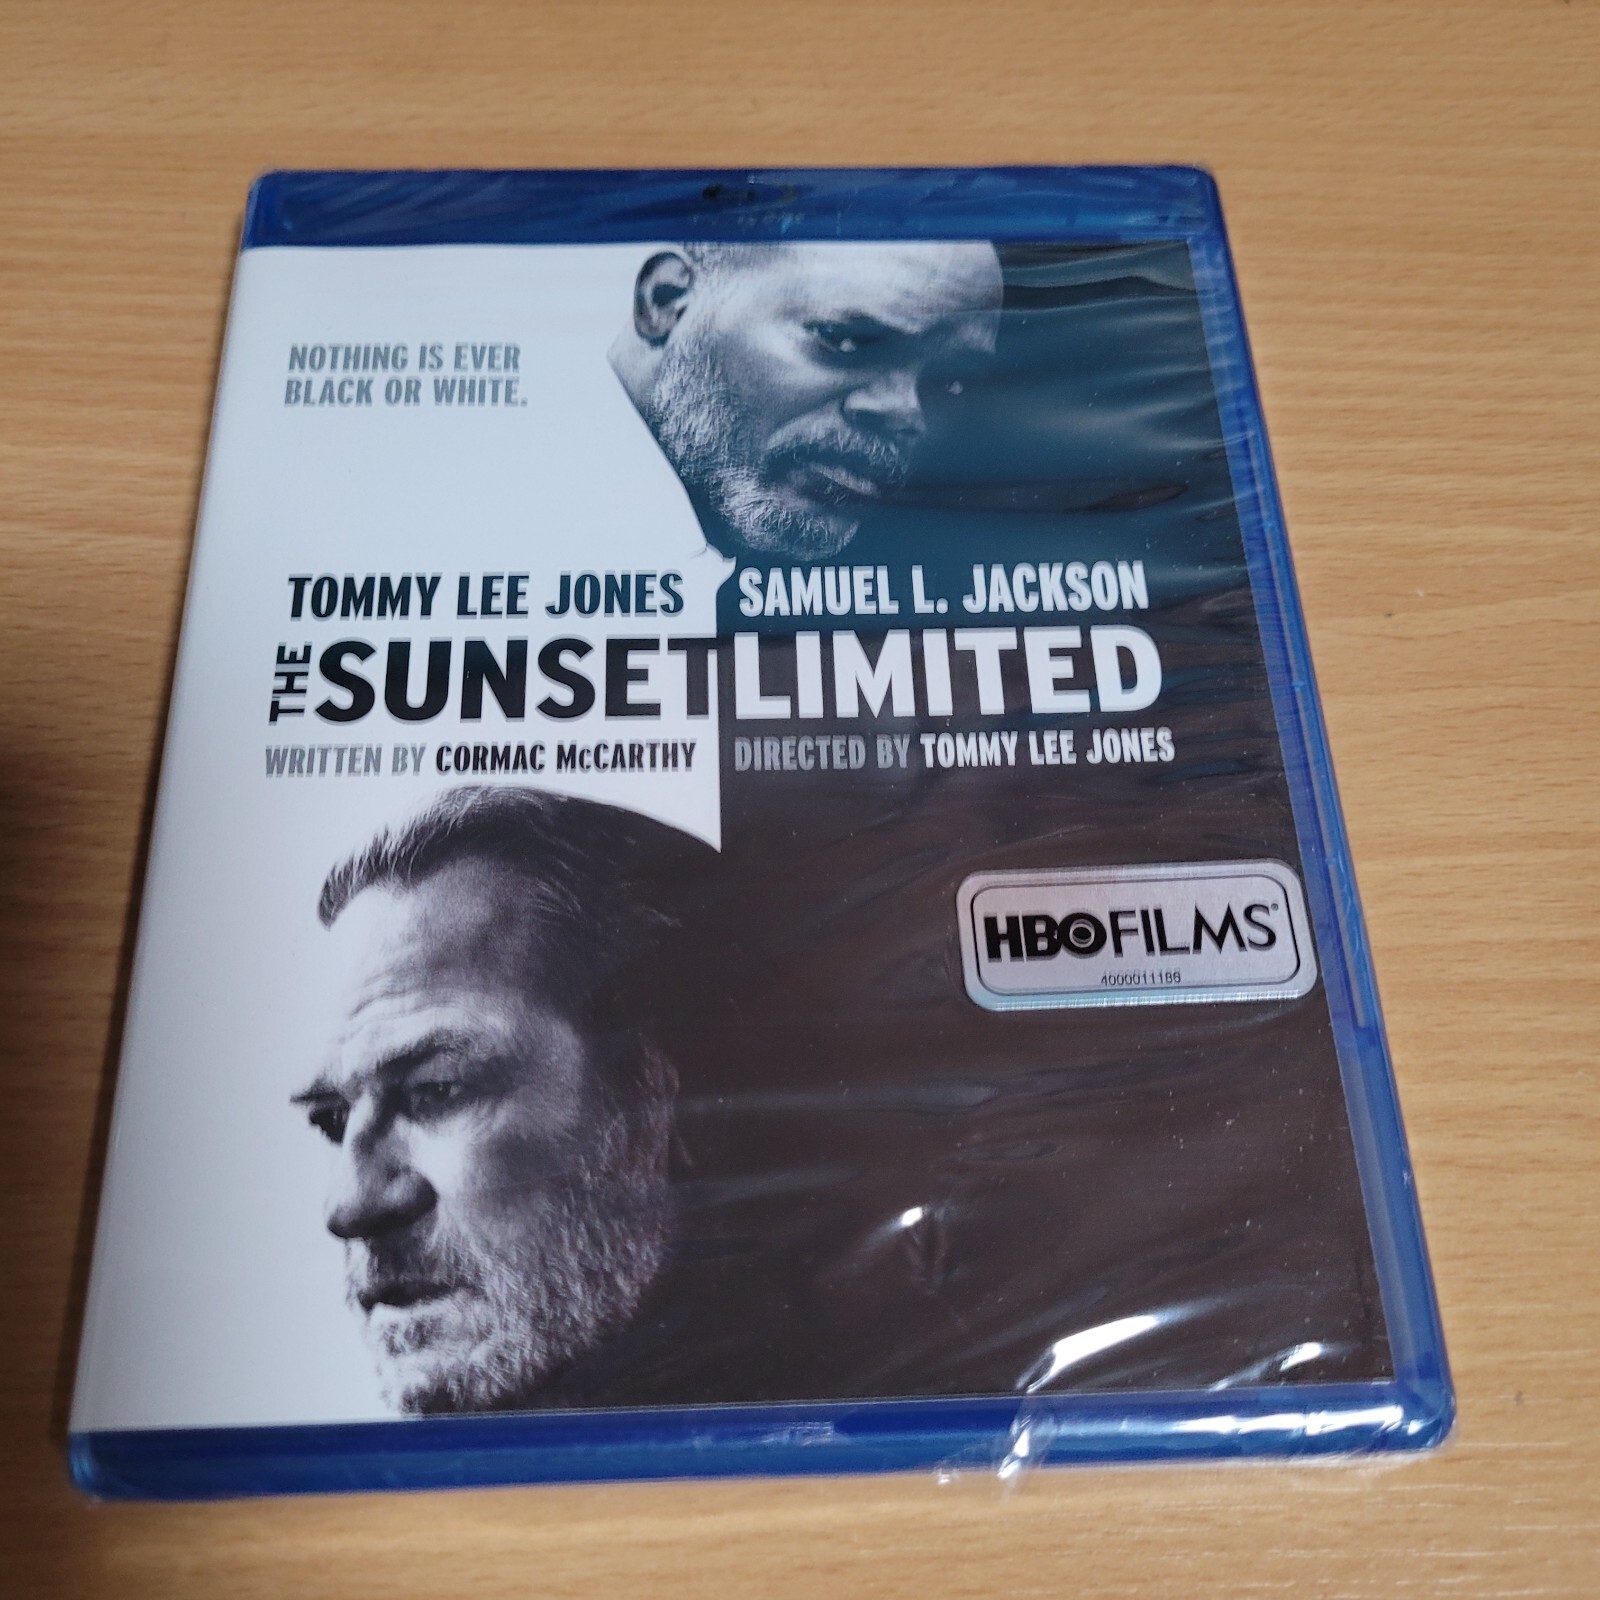 NOTHING IS EVER
BLACK OR WHITE.
TOMMY LEE JONES SAMUEL L. JACKSON
THE SUNSET LIMITED
WRITTEN BY CORMAC McCARTHY DIRECTED BY TOMMY LEE JONES
HBO FILMS®
4000011186